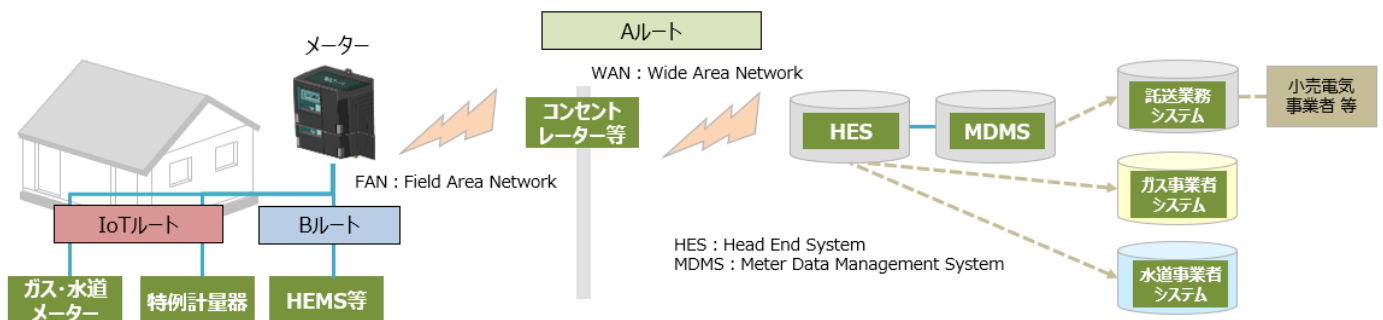 Aルート
メーター
WAN : Wide Area Network
コンセント
レーター等
HES
MDMS
託送業務
システム
小売電気
事業者 等
FAN : Field Area Network
ガス事業者
システム
IoTルート
Bルート
HES : Head End System
MDMS : Meter Data Management System
ガス・水道
メーター
特例計量器
HEMS等
水道事業者
システム